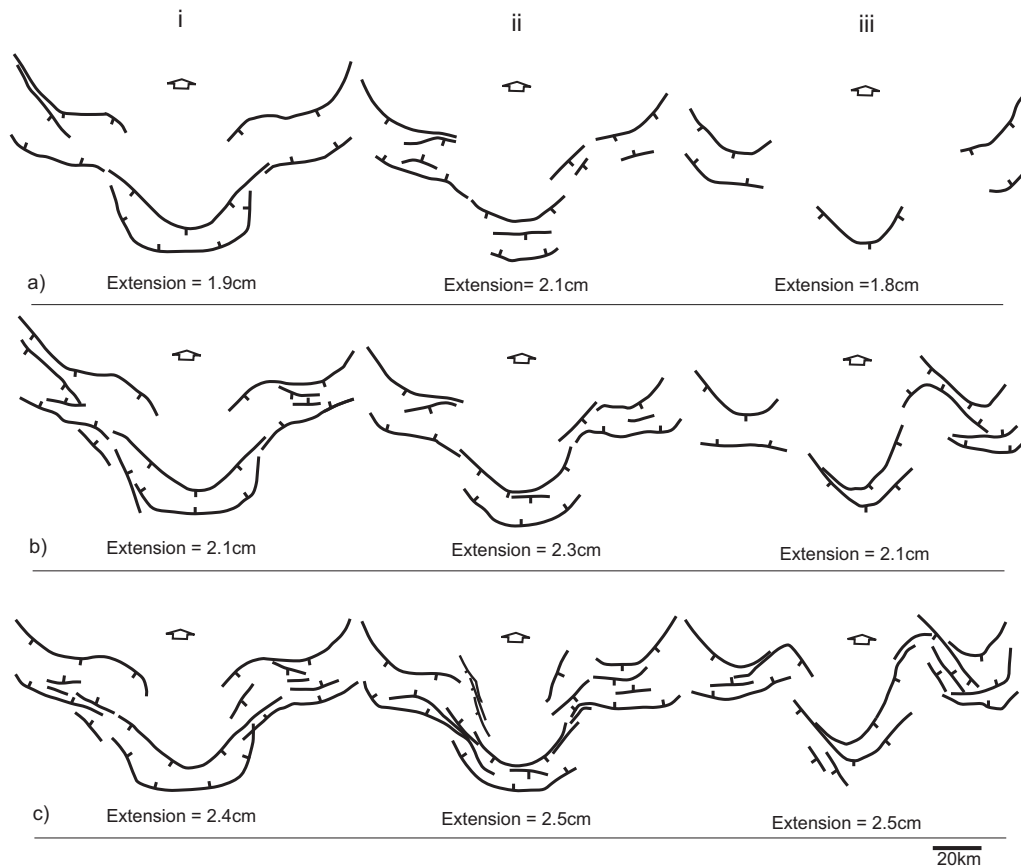 i ii iii
a) Extension = 1.9cm Extension= 2.1cm Extension =1.8cm
b) Extension = 2.1cm Extension = 2.3cm Extension = 2.1cm
c) Extension = 2.4cm Extension = 2.5cm Extension = 2.5cm
20km